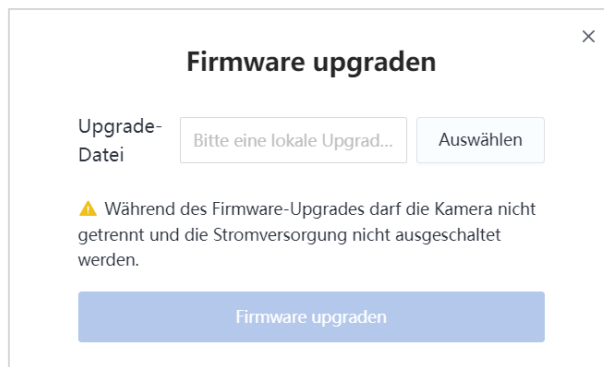 Firmware upgraden
Upgrade-
Datei
Bitte eine lokale Upgrad...
Auswählen
Während des Firmware-Upgrades darf die Kamera nicht
getrennt und die Stromversorgung nicht ausgeschaltet
werden.
Firmware upgraden